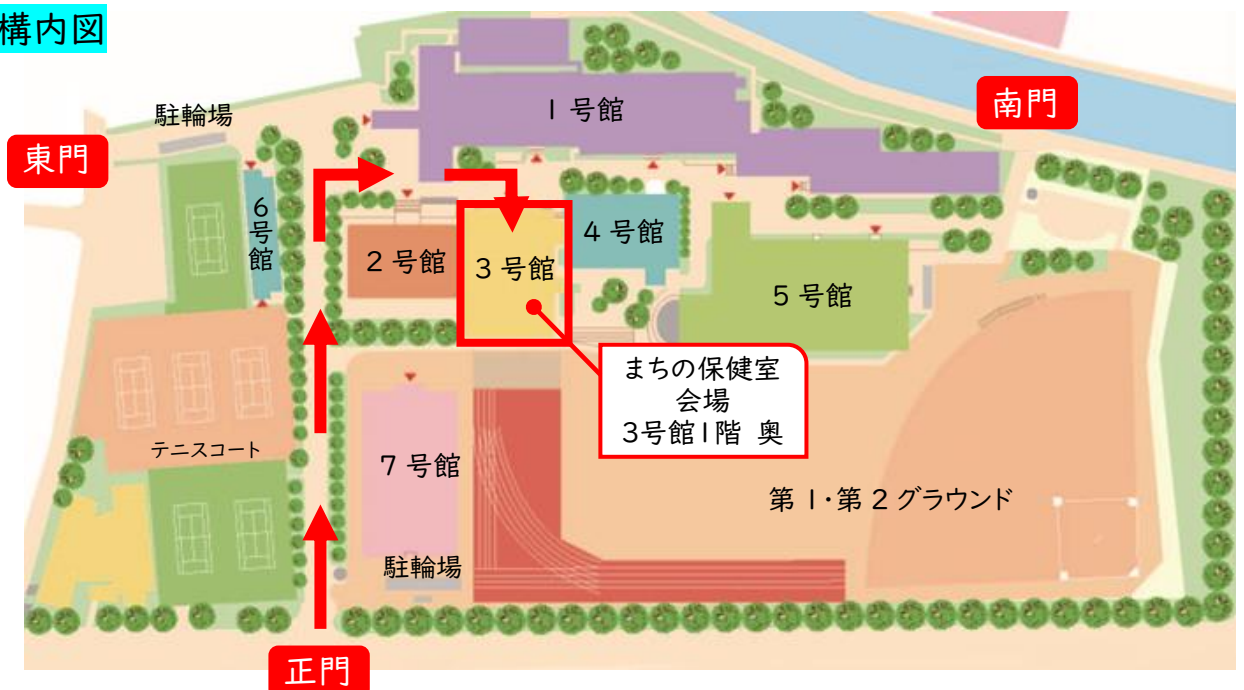 構内図
駐輪場
1号館
南門
東門
6号館
2号館
3号館
4号館
5号館
まちの保健室
会場
3号館1階 奥
テニスコート
7号館
第1・第2グラウンド
駐輪場
正門